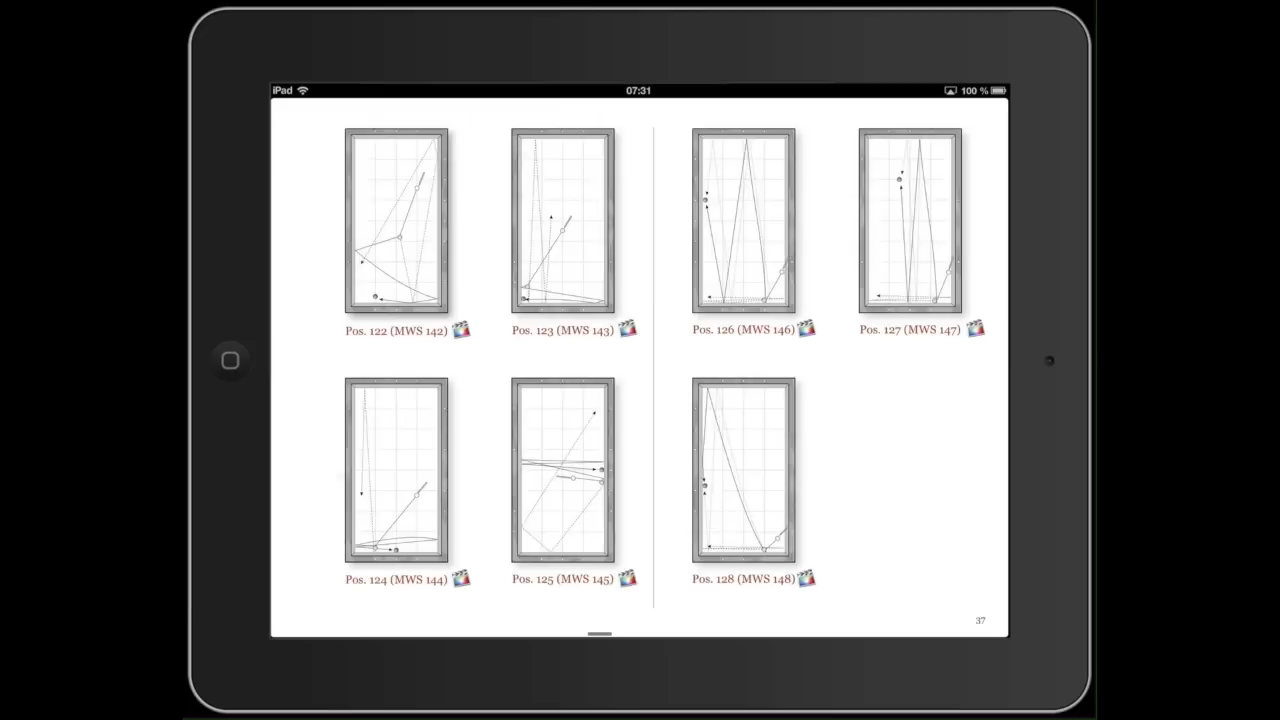 iPad 07:31 100 %
Pos. 122 (MWS 142) Pos. 123 (MWS 143) Pos. 126 (MWS 146) Pos. 127 (MWS 147)
Pos. 124 (MWS 144) Pos. 125 (MWS 145) Pos. 128 (MWS 148)
37